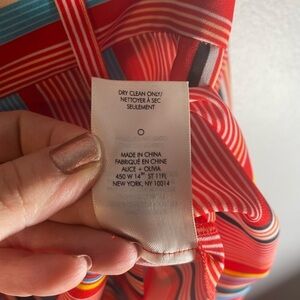 DRY CLEAN ONLY/
NETTOYER À SEC
SEULEMENT
MADE IN CHINA
FABRIQUÉ EN CHINE
ALICE + OLIVIA
450 W 14TH ST 11FL
NEW YORK, NY 10014